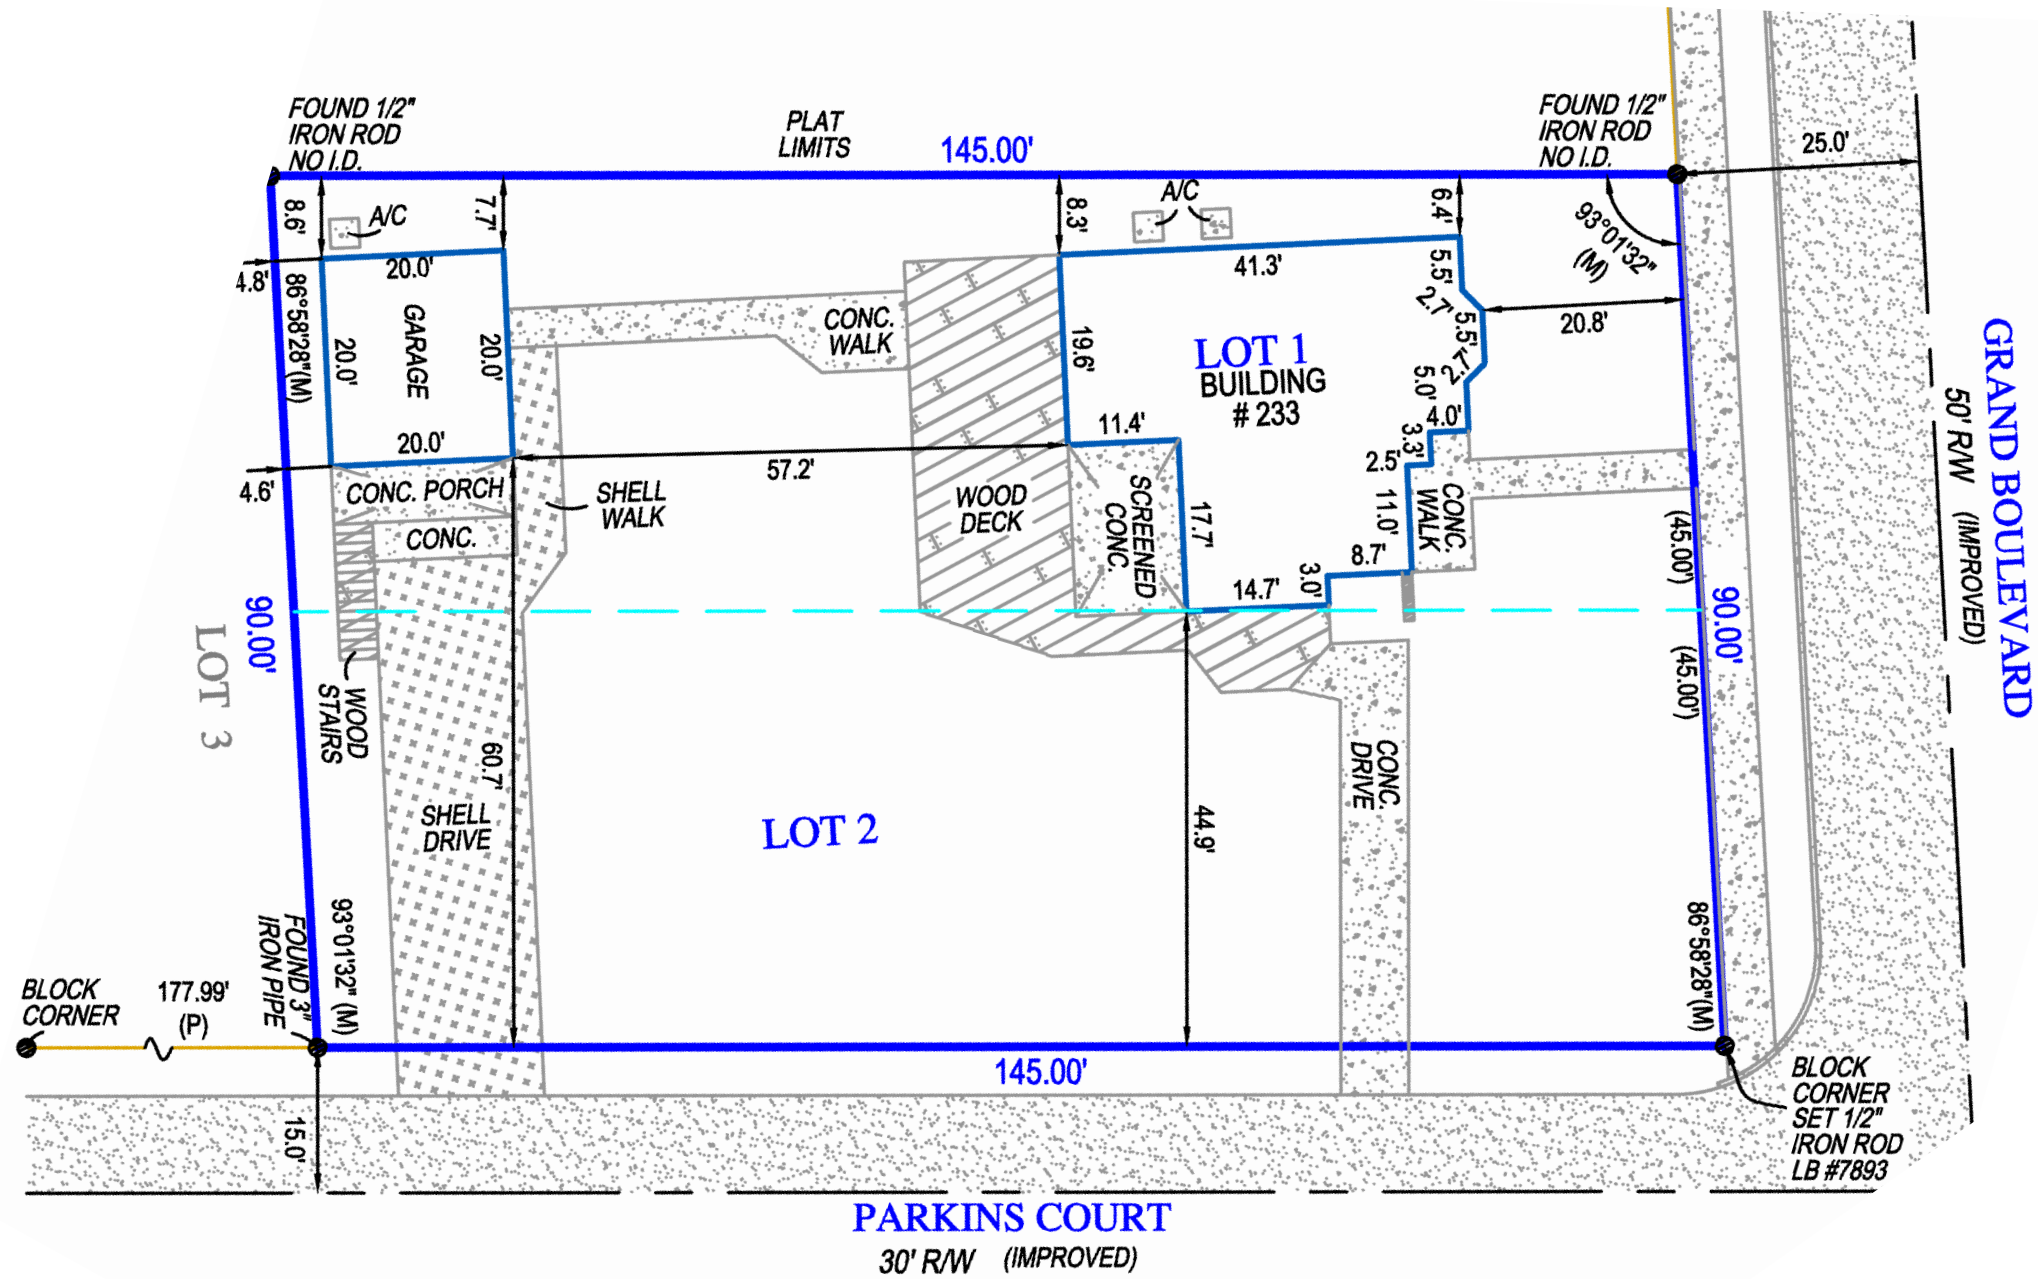 FOUND 1/2"
IRON ROD
NO I.D.
PLAT
LIMITS
145.00'
FOUND 1/2"
IRON ROD
NO I.D.
25.0'
8.6'
A/C
7.7'
8.3'
A/C
6.4'
93°01'32"
(M)
4.8'
20.0'
41.3'
5.5'
2.7'
20.8'
86°58'28"(M)
GARAGE
20.0'
20.0'
CONC.
WALK
19.6'
LOT 1
BUILDING
# 233
5.5'
2.7'
5.0'
4.0'
20.0'
11.4'
3.3'
2.5'
4.6'
57.2'
CONC. PORCH
SHELL
WALK
WOOD
DECK
SCREENED
CONC.
17.7'
11.0'
CONC.
WALK
CONC.
8.7'
14.7'
3.0'
(45.00')
(45.00')
90.00'
90.00'
LOT 3
WOOD
STAIRS
60.7'
SHELL
DRIVE
LOT 2
44.9'
CONC.
DRIVE
GRAND BOULEVARD
50' R/W (IMPROVED)
86°58'28"(M)
93°01'32" (M)
FOUND 3"
IRON PIPE
BLOCK
CORNER
177.99'
(P)
145.00'
15.0'
BLOCK
CORNER
SET 1/2"
IRON ROD
LB #7893
PARKINS COURT
30' R/W (IMPROVED)